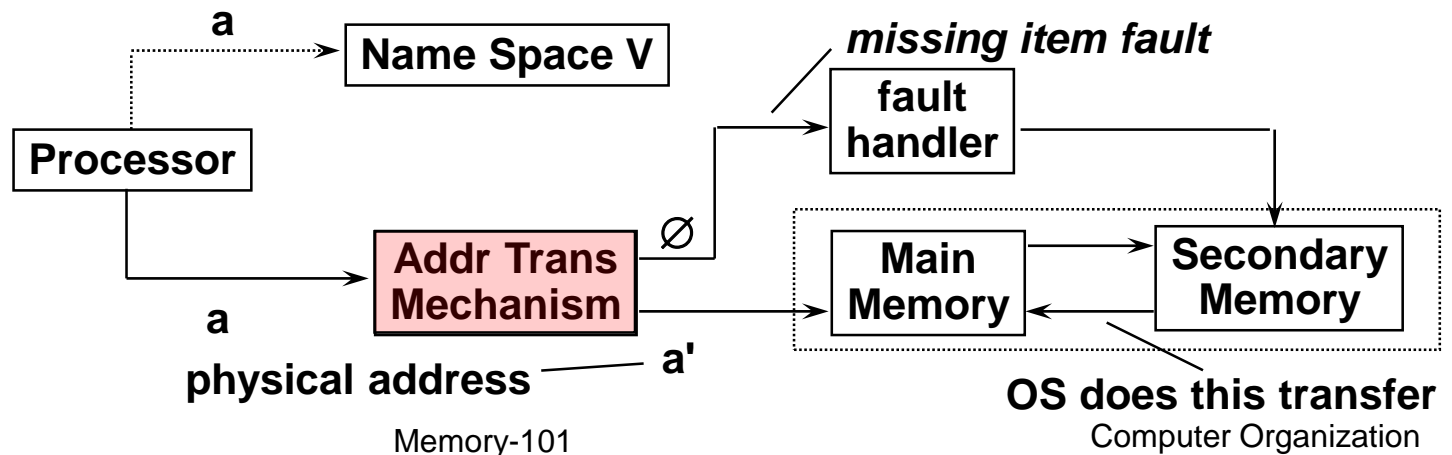 a
Name Space V
missing item fault
fault
handler
Processor
∅
Addr Trans
Mechanism
Main
Memory
Secondary
Memory
a
a'
physical address
OS does this transfer
Memory-101
Computer Organization